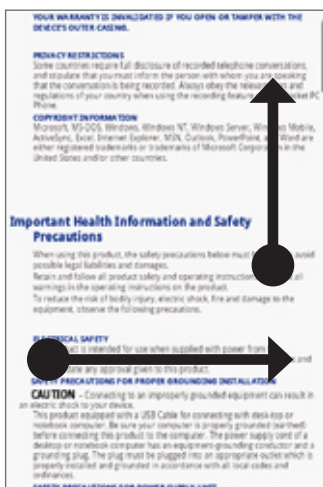 YOUR WARRANTY IS INVALIDATED IF YOU OPEN OR TAMPER WITH THE
DEVICE'S OUTER CASING.
PRIVACY RESTRICTIONS
Some countries require full disclosure of recorded telephone conversations,
and stipulate that you must inform the person with whom you are speaking
that the conversation is being recorded. Always obey the relevant and
regulations of your country when using the recording feature Pocket PC
Phone.
COPYRIGHT INFORMATION
Microsoft, MS-DOS, Windows, Windows NT, Windows Server, Windows Mobile,
ActiveSync, Excel, Internet Explorer, MSN, Outlook, PowerPoint, and Word are
either registered trademarks or trademarks of Microsoft Corporation in the
United States and/or other countries.
Important Health Information and Safety
Precautions
When using this product, the safety precautions below must avoid
possible legal liabilities and damages.
Retain and follow all product safety and operating instructions all
warnings in the operating instructions on the product.
To reduce the risk of bodily injury, electric shock, fire and damage to the
equipment, observe the following precautions.
ELECTRICAL SAFETY
product is intended for use when supplied with power from
and
any approval given to this product.
SAFETY PRECAUTIONS FOR PROPER GROUNDING INSTALLATION
CAUTION - Connecting to an improperly grounded equipment can result in
an electric shock to your device.
This product equipped with a USB Cable for connecting with desktop or
notebook computer. Be sure your computer is properly grounded (earthed)
before connecting this product to the computer. The power supply cord of a
desktop or notebook computer has an equipment-grounding conductor and a
grounding plug. The plug must be plugged into an appropriate outlet which is
properly installed and grounded in accordance with all local codes and
ordinances.
SAFETY PRECAUTIONS FOR POWER SUPPLY UNIT